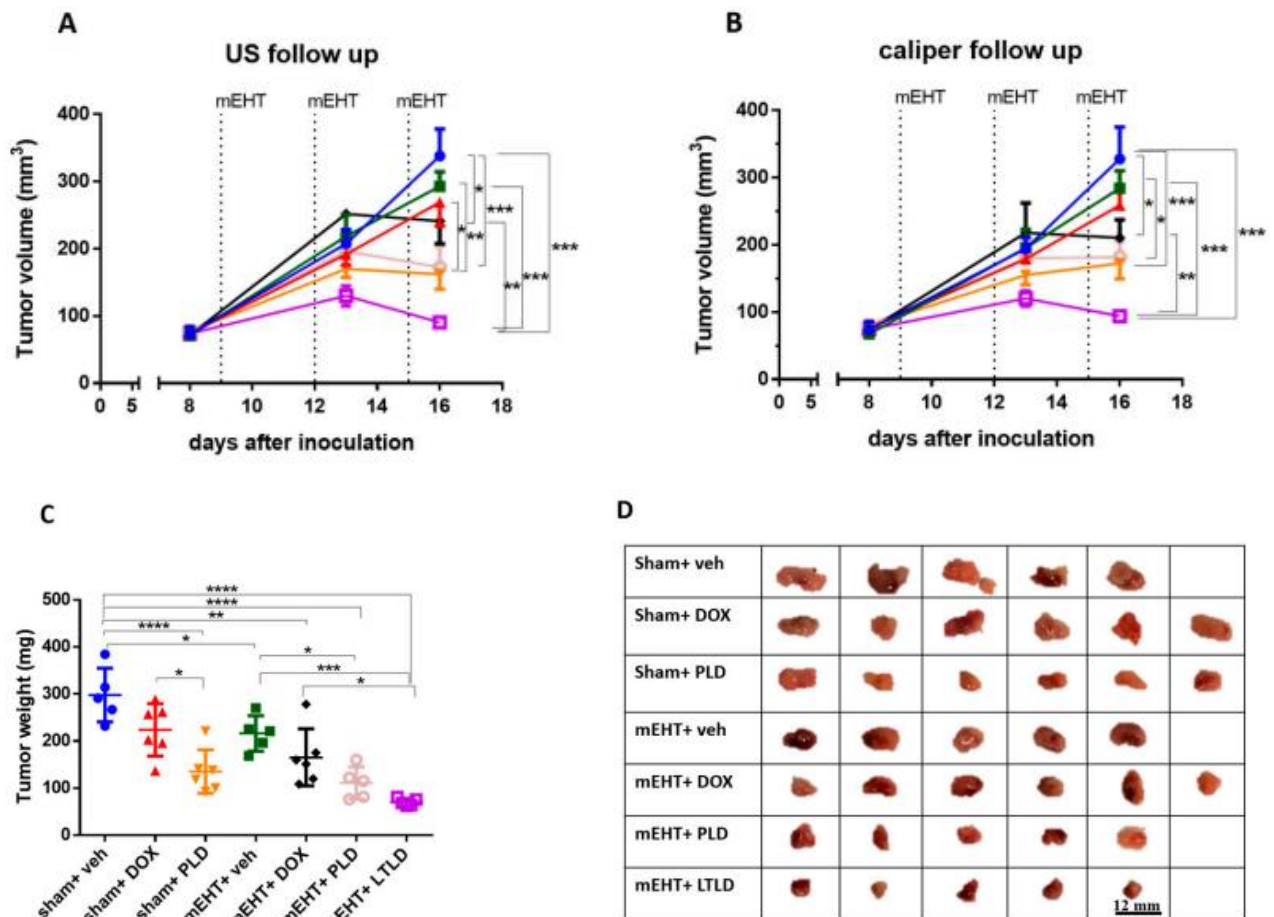 A
US follow up
mEHT mEHT mEHT
400
300
200
100
0
Tumor volume (mm³)
* *** *** * ** *** **
0 5 8 10 12 14 16 18
days after inoculation
B
caliper follow up
mEHT mEHT mEHT
400
300
200
100
0
Tumor volume (mm³)
* *** *** * *** **
0 5 8 10 12 14 16 18
days after inoculation
C
500
400
300
200
100
0
Tumor weight (mg)
****
****
**
****
*
*
*
***
*
sham+ veh
sham+ DOX
sham+ PLD
mEHT+ veh
mEHT+ DOX
mEHT+ PLD
EHT+ LTLD
D
Sham+ veh
Sham+ DOX
Sham+ PLD
mEHT+ veh
mEHT+ DOX
mEHT+ PLD
mEHT+ LTLD
12 mm